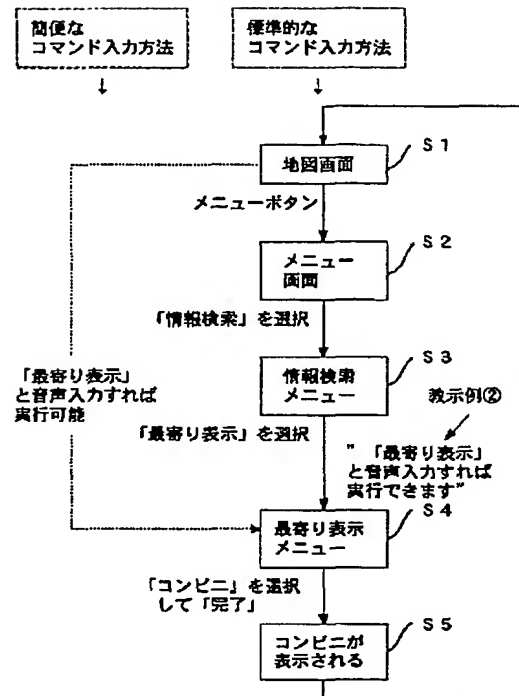 簡便な
コマンド入力方法
標準的な
コマンド入力方法
↓
↓
S1
地図画面
メニューボタン
S2
メニュー
画面
「情報検索」を選択
S3
情報検索
メニュー
「最寄り表示」
と音声入力すれば
実行可能
「最寄り表示」を選択
教示例②
"「最寄り表示」
と音声入力すれば
実行できます"
S4
最寄り表示
メニュー
「コンビニ」を選択
して「完了」
S5
コンビニが
表示される